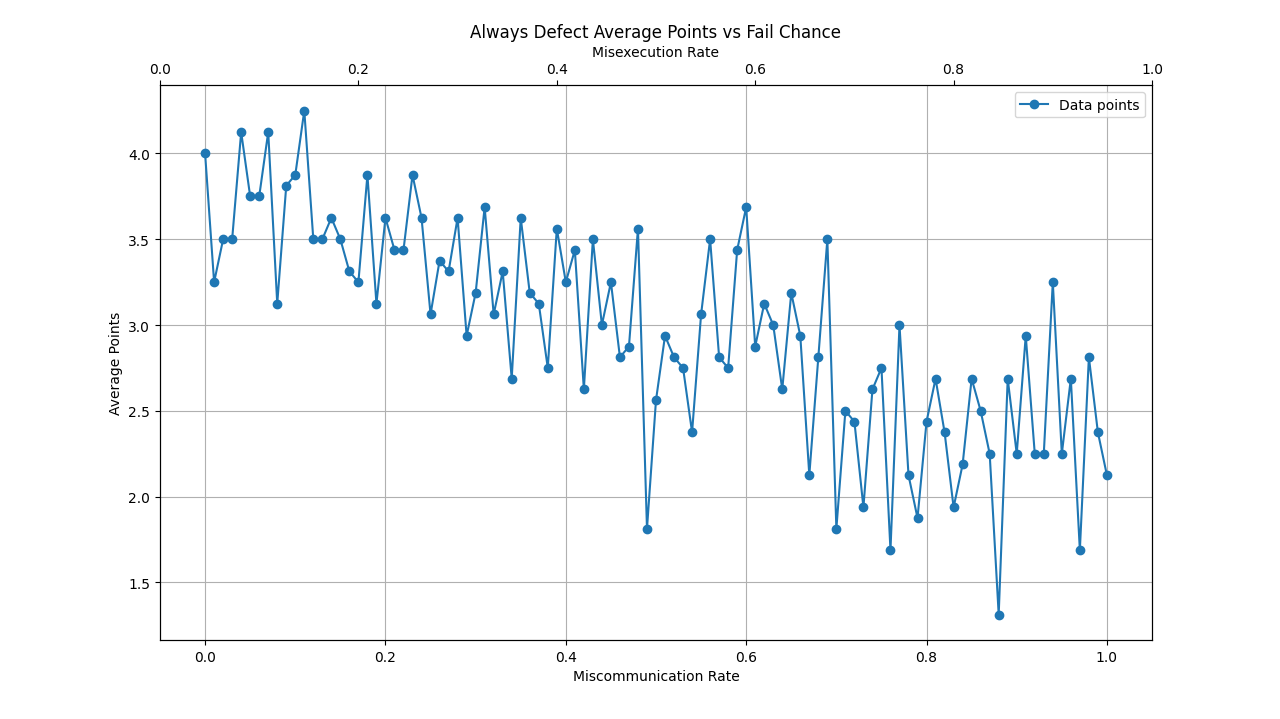 Always Defect Average Points vs Fail Chance
Misexecution Rate
0.0 0.2 0.4 0.6 0.8 1.0
Data points
4.0
3.5
3.0
2.5
2.0
1.5
Average Points
0.0 0.2 0.4 0.6 0.8 1.0
Miscommunication Rate